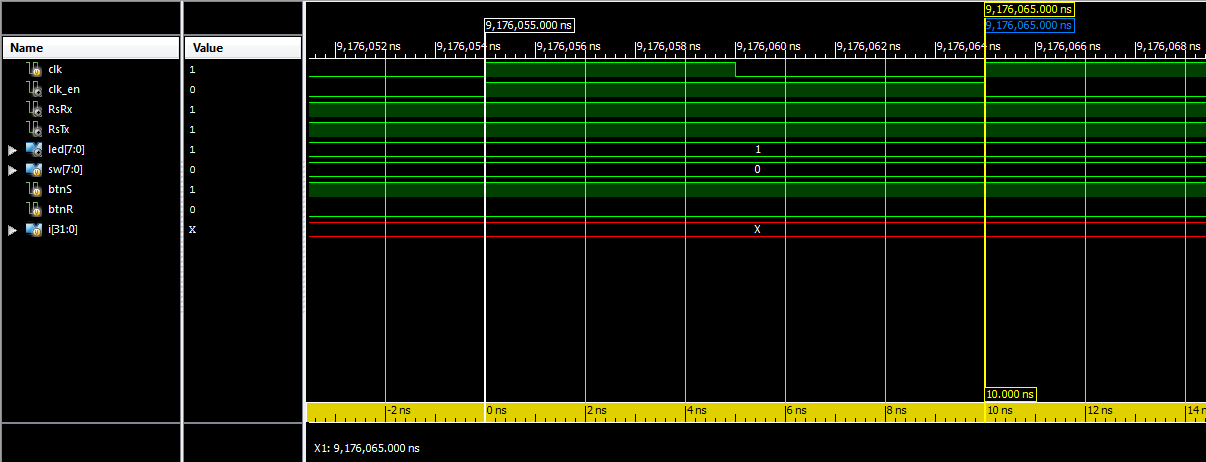 9,176,065.000 ns
9,176,055.000 ns 9,176,065.000 ns
Name Value 9,176,052 ns 9,176,054 ns 9,176,056 ns 9,176,058 ns 9,176,060 ns 9,176,062 ns 9,176,064 ns 9,176,066 ns 9,176,068 ns
clk 1
clk_en 0
RsRx 1
RsTx 1
led[7:0] 1 1
sw[7:0] 0 0
btnS 1
btnR 0
i[31:0] X X
10.000 ns
-2 ns 0 ns 2 ns 4 ns 6 ns 8 ns 10 ns 12 ns 14 n
X1: 9,176,065.000 ns